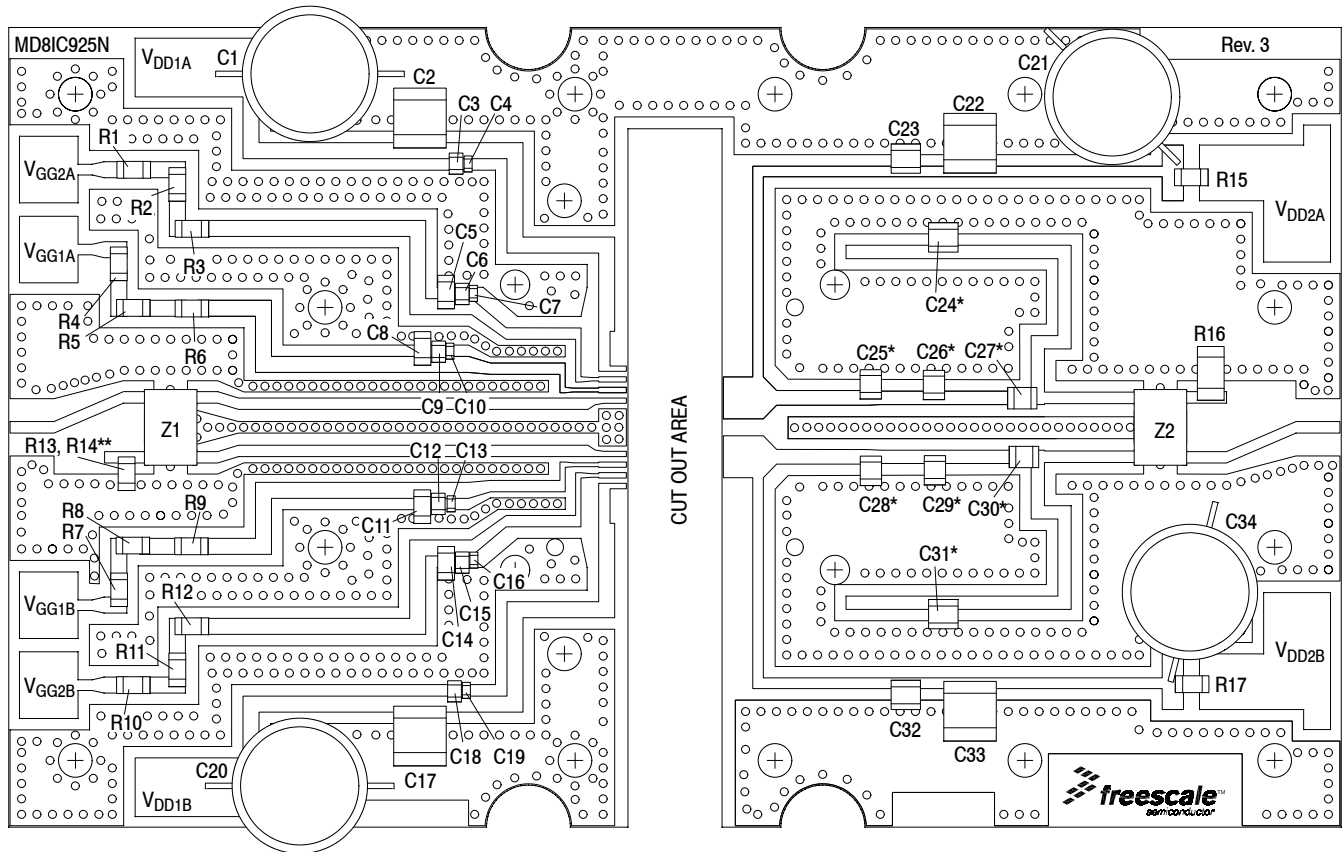 MD8IC925N
Rev. 3
VDD1A
C1
C2
C3 C4
C21
C22
C23
R1
VGG2A
R2
R3
R15
VDD2A
VGG1A
C5
C6
C7
C24*
R4
R5
R6
C8
C9 C10
C25* C26* C27*
R16
Z1
Z2
CUT OUT AREA
R13, R14**
C12 C13
C11
C28* C29* C30*
R8
R7
R9
C34
VGG1B
R12
C16
C15
C14
C31*
R11
VGG2B
R10
VDD2B
R17
C18 C19
C17
C20
VDD1B
C32
C33
freescale™
semiconductor